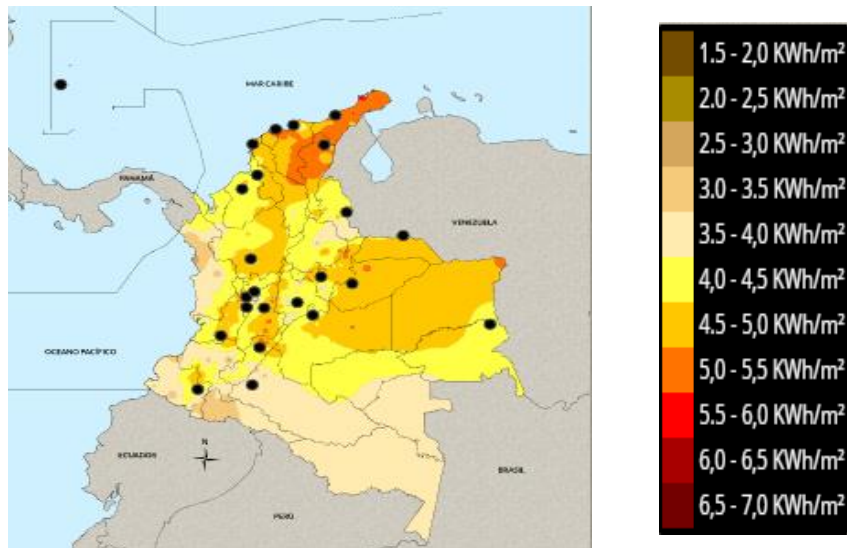 MAR CARIBE
PANAMÁ
VENEZUELA
OCEANO PACÍFICO
N
ECUADOR
BRASIL
PERÚ
1.5 - 2,0 KWh/m²
2.0 - 2,5 KWh/m²
2.5 - 3,0 KWh/m²
3.0 - 3.5 KWh/m²
3.5 - 4,0 KWh/m²
4,0 - 4,5 KWh/m²
4.5 - 5,0 KWh/m²
5,0 - 5,5 KWh/m²
5.5 - 6,0 KWh/m²
6,0 - 6,5 KWh/m²
6,5 - 7,0 KWh/m²